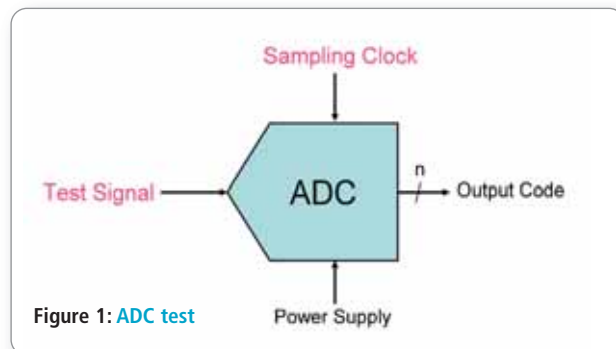 Sampling Clock
n
Test Signal
ADC
Output Code
Figure 1: ADC test
Power Supply